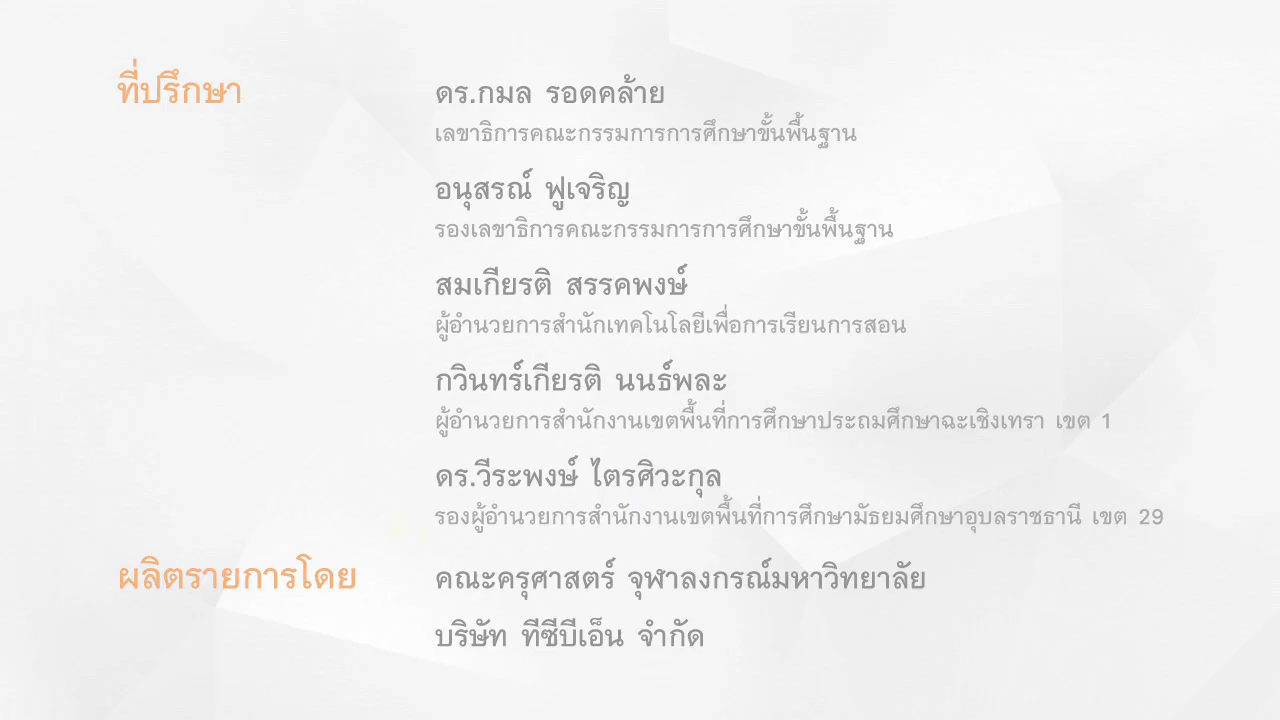 ที่ปรึกษา
ดร.กมล รอดคล้าย
เลขาธิการคณะกรรมการการศึกษาขั้นพื้นฐาน
อนุสรณ์ ฟูเจริญ
รองเลขาธิการคณะกรรมการการศึกษาขั้นพื้นฐาน
สมเกียรติ สรรคพงษ์
ผู้อำนวยการสำนักเทคโนโลยีเพื่อการเรียนการสอน
กวินทร์เกียรติ นนธ์พละ
ผู้อำนวยการสำนักงานเขตพื้นที่การศึกษาประถมศึกษาฉะเชิงเทรา เขต 1
ดร.วีระพงษ์ ไตรศิวะกุล
รองผู้อำนวยการสำนักงานเขตพื้นที่การศึกษามัธยมศึกษาอุบลราชธานี เขต 29
ผลิตรายการโดย
คณะครุศาสตร์ จุฬาลงกรณ์มหาวิทยาลัย
บริษัท ทีซีบีเอ็น จำกัด